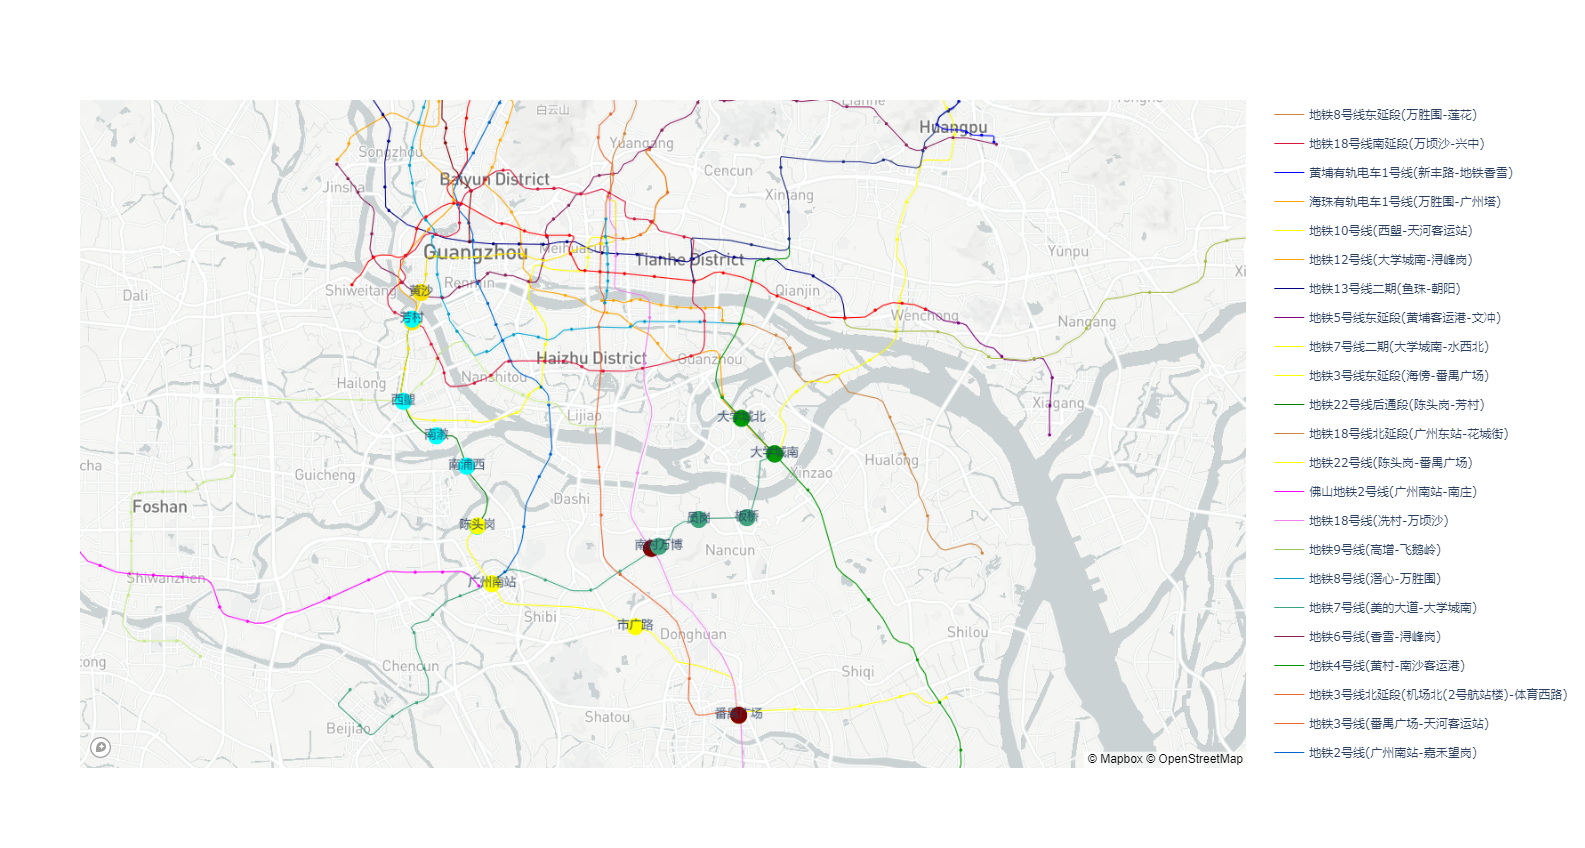 白云山
Lianhe
Yonghe
Huangpu
Songzhou
Yuangang
Cencun
Jinsha
Baiyun District
Xintang
Guangzhou
Meihuacun
Tianhe District
Yunpu
Xi
Dali
Shiweitang
Renmin
黄沙
Qianjin
芳村
Wenchong
Nangang
Haizhu District
Guanzhou
Hailong
Nanshitou
西塱
Lijiao
大学城北
Xiagang
南漖
大学城南
cha
南浦西
Guicheng
Xinzao
Hualong
Foshan
Dashi
陈头岗
员岗
板桥
南村万博
Nancun
Shiwanzhen
广州南站
Shibi
市广路
Donghuan
Shilou
ong
Chencun
Shiqi
番禺广场
Shatou
Beijiao
© Mapbox © OpenStreetMap
地铁8号线东延段(万胜围-莲花)
地铁18号线南延段(万顷沙-兴中)
黄埔有轨电车1号线(新丰路-地铁香雪)
海珠有轨电车1号线(万胜围-广州塔)
地铁10号线(西塱-天河客运站)
地铁12号线(大学城南-浔峰岗)
地铁13号线二期(鱼珠-朝阳)
地铁5号线东延段(黄埔客运港-文冲)
地铁7号线二期(大学城南-水西北)
地铁3号线东延段(海傍-番禺广场)
地铁22号线后通段(陈头岗-芳村)
地铁18号线北延段(广州东站-花城街)
地铁22号线(陈头岗-番禺广场)
佛山地铁2号线(广州南站-南庄)
地铁18号线(冼村-万顷沙)
地铁9号线(高增-飞鹅岭)
地铁8号线(滘心-万胜围)
地铁7号线(美的大道-大学城南)
地铁6号线(香雪-浔峰岗)
地铁4号线(黄村-南沙客运港)
地铁3号线北延段(机场北(2号航站楼)-体育西路)
地铁3号线(番禺广场-天河客运站)
地铁2号线(广州南站-嘉禾望岗)